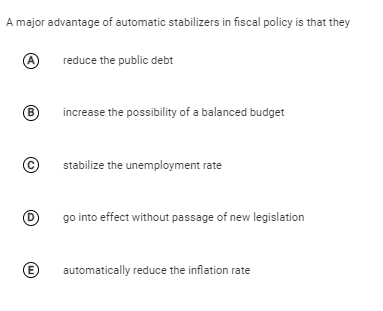 A major advantage of automatic stabilizers in fiscal policy is that they
A reduce the public debt
B increase the possibility of a balanced budget
C stabilize the unemployment rate
D go into effect without passage of new legislation
E automatically reduce the inflation rate